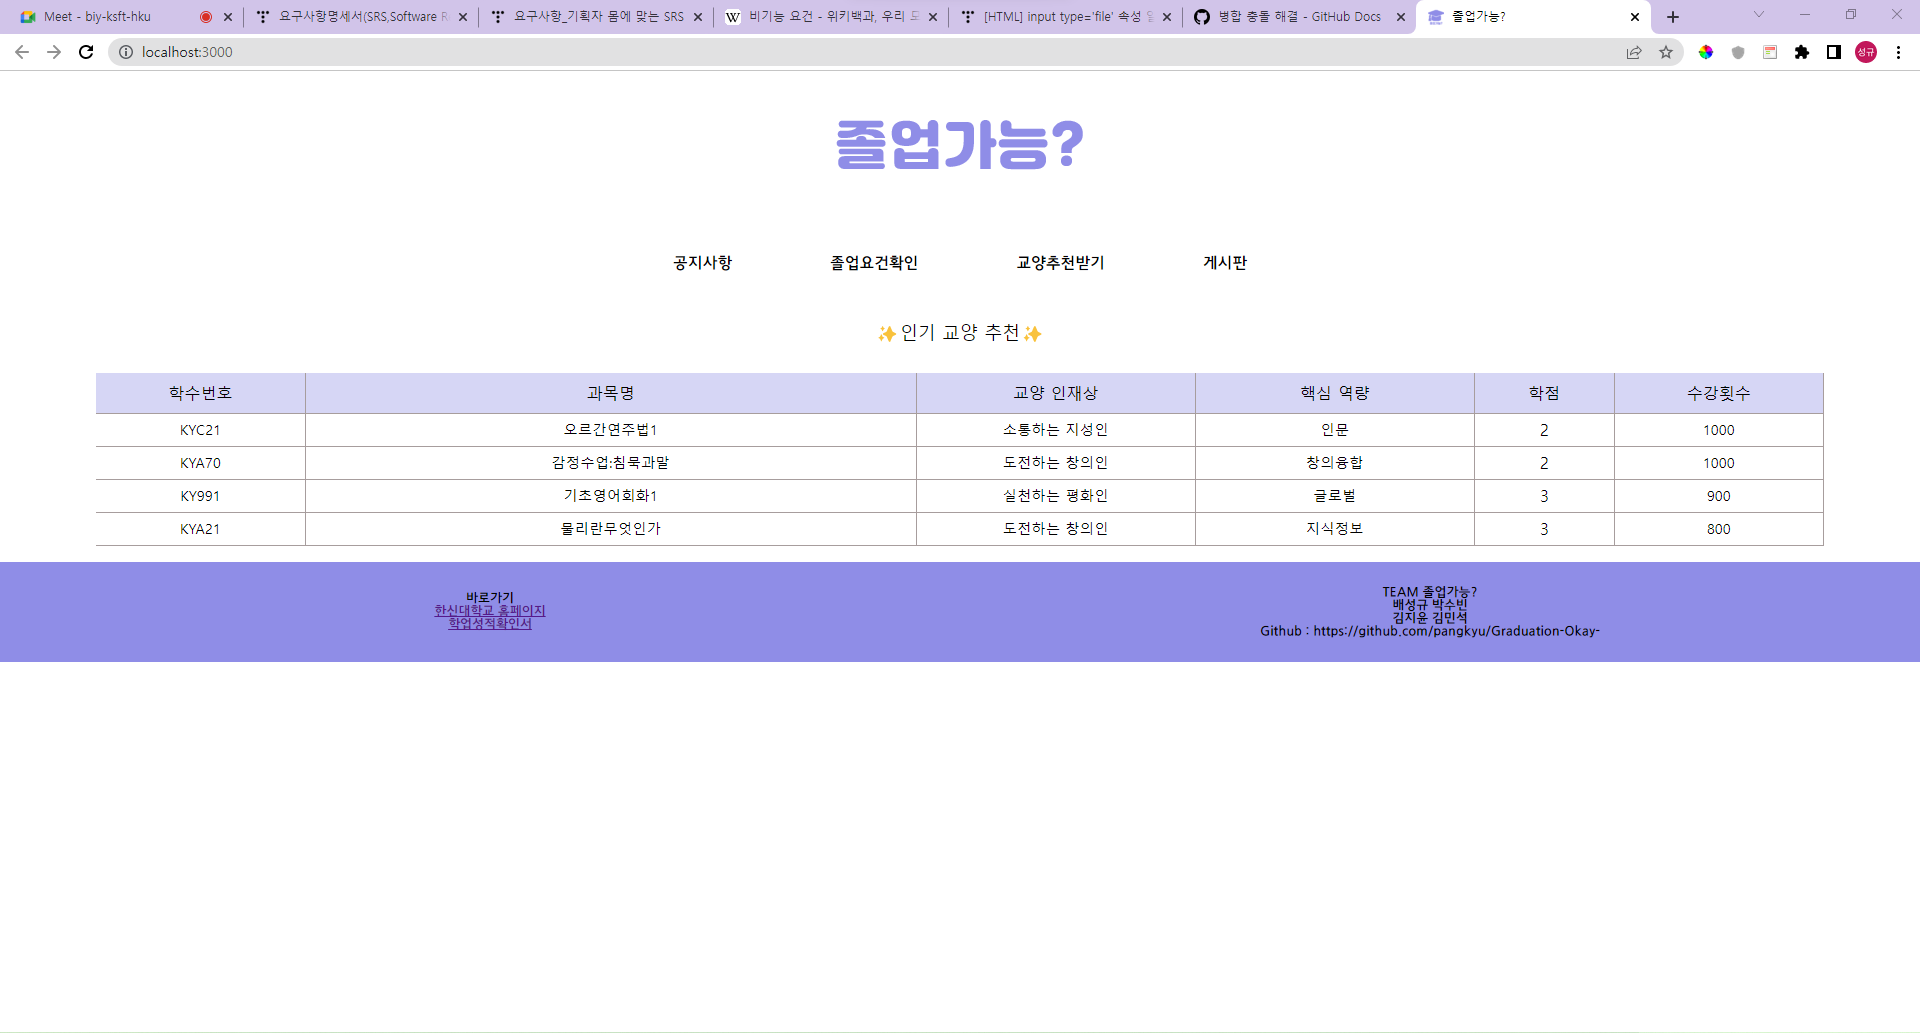 Meet - biy-ksft-hku
요구사항명세서(SRS,Software R
요구사항_기획자 몸에 맞는 SRS
비기능 요건 - 위키백과, 우리 모
[HTML] input type='file' 속성
병합 충돌 해결 - GitHub Docs
졸업가능?
localhost:3000
성규
졸업가능?
공지사항 졸업요건확인 교양추천받기 게시판
✨인기 교양 추천✨
학수번호 과목명 교양 인재상 핵심 역량 학점 수강횟수
KYC21 오르간연주법1 소통하는 지성인 인문 2 1000
KYA70 감정수업:침묵과말 도전하는 창의인 창의융합 2 1000
KY991 기초영어회화1 실천하는 평화인 글로벌 3 900
KYA21 물리란무엇인가 도전하는 창의인 지식정보 3 800
바로가기
한신대학교 홈페이지
학업성적확인서
TEAM 졸업가능?
배성규 박수빈
김지윤 김민석
Github : https://github.com/pangkyu/Graduation-Okay-